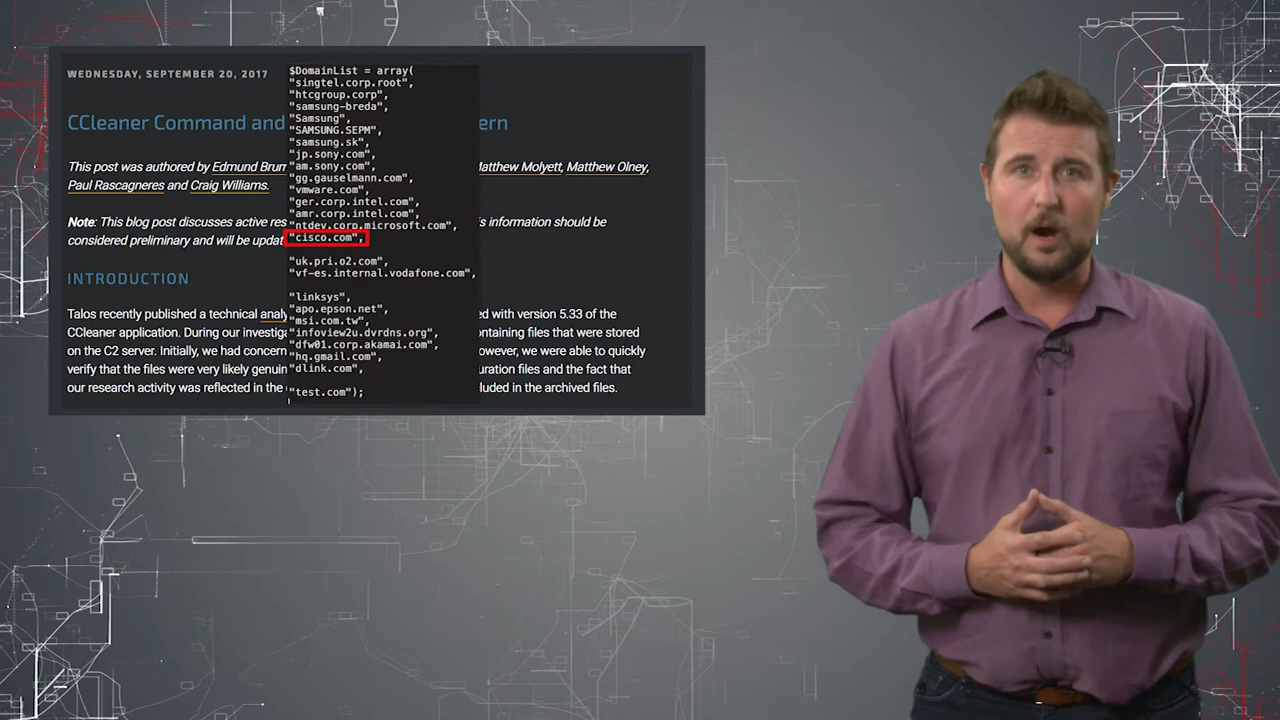 WEDNESDAY, SEPTEMBER 20, 2017
CCleaner Command and
ern
This post was authored by Edmund Brum
Matthew Molyett, Matthew Olney,
Paul Rascagneres and Craig Williams.
Note: This blog post discusses active res
s information should be
considered preliminary and will be updat
INTRODUCTION
Talos recently published a technical analy
ed with version 5.33 of the
CCleaner application. During our investiga
ontaining files that were stored
on the C2 server. Initially, we had concern
owever, we were able to quickly
verify that the files were very likely genuin
uration files and the fact that
our research activity was reflected in the
cluded in the archived files.
$DomainList = array(
"singtel.corp.root",
"htcgroup.corp",
"samsung-breda",
"Samsung",
"SAMSUNG.SEPM",
"samsung.sk",
"jp.sony.com",
"am.sony.com",
"gg.gauselmann.com",
"vmware.com",
"ger.corp.intel.com",
"amr.corp.intel.com",
"ntdev.corp.microsoft.com",
"cisco.com",
"uk.pri.o2.com",
"vf-es.internal.vodafone.com",
"linksys",
"apo.epson.net",
"msi.com.tw",
"infoview2u.dvrdns.org",
"dfw01.corp.akamai.com",
"hq.gmail.com",
"dlink.com",
"test.com");